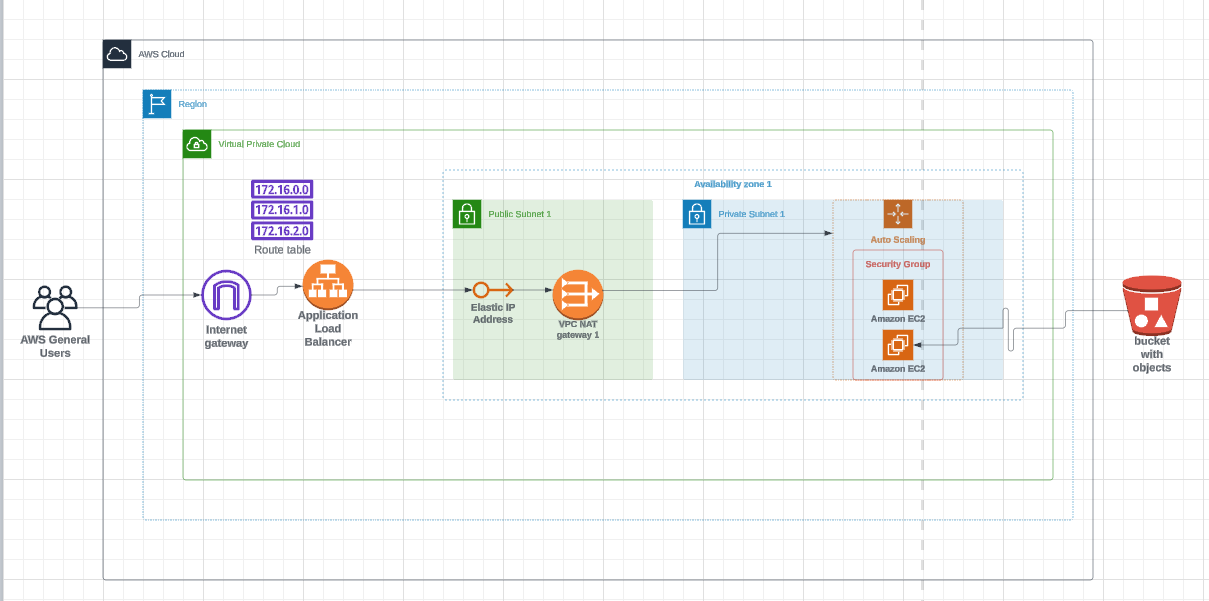 AWS Cloud
Region
Virtual Private Cloud
172.16.0.0
172.16.1.0
172.16.2.0
Route table
Availability zone 1
Public Subnet 1
Private Subnet 1
Auto Scaling
Security Group
Amazon EC2
Amazon EC2
AWS General
Users
Internet
gateway
Application
Load
Balancer
Elastic IP
Address
VPC NAT
gateway 1
bucket
with
objects